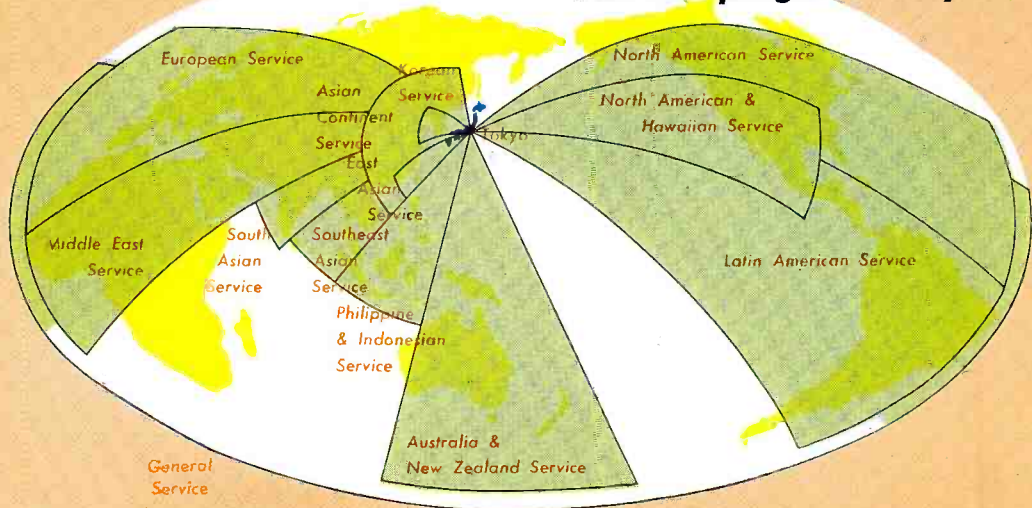 European Service
Korean
Service
Asian
Continent
Service
East
Asian
Service
Tokyo
North American Service
North American &
Hawaiian Service
Middle East
Service
South
Asian
Service
Southeast
Asian
Service
Philippine
& Indonesian
Service
Latin American Service
Australia &
New Zealand Service
General
Service